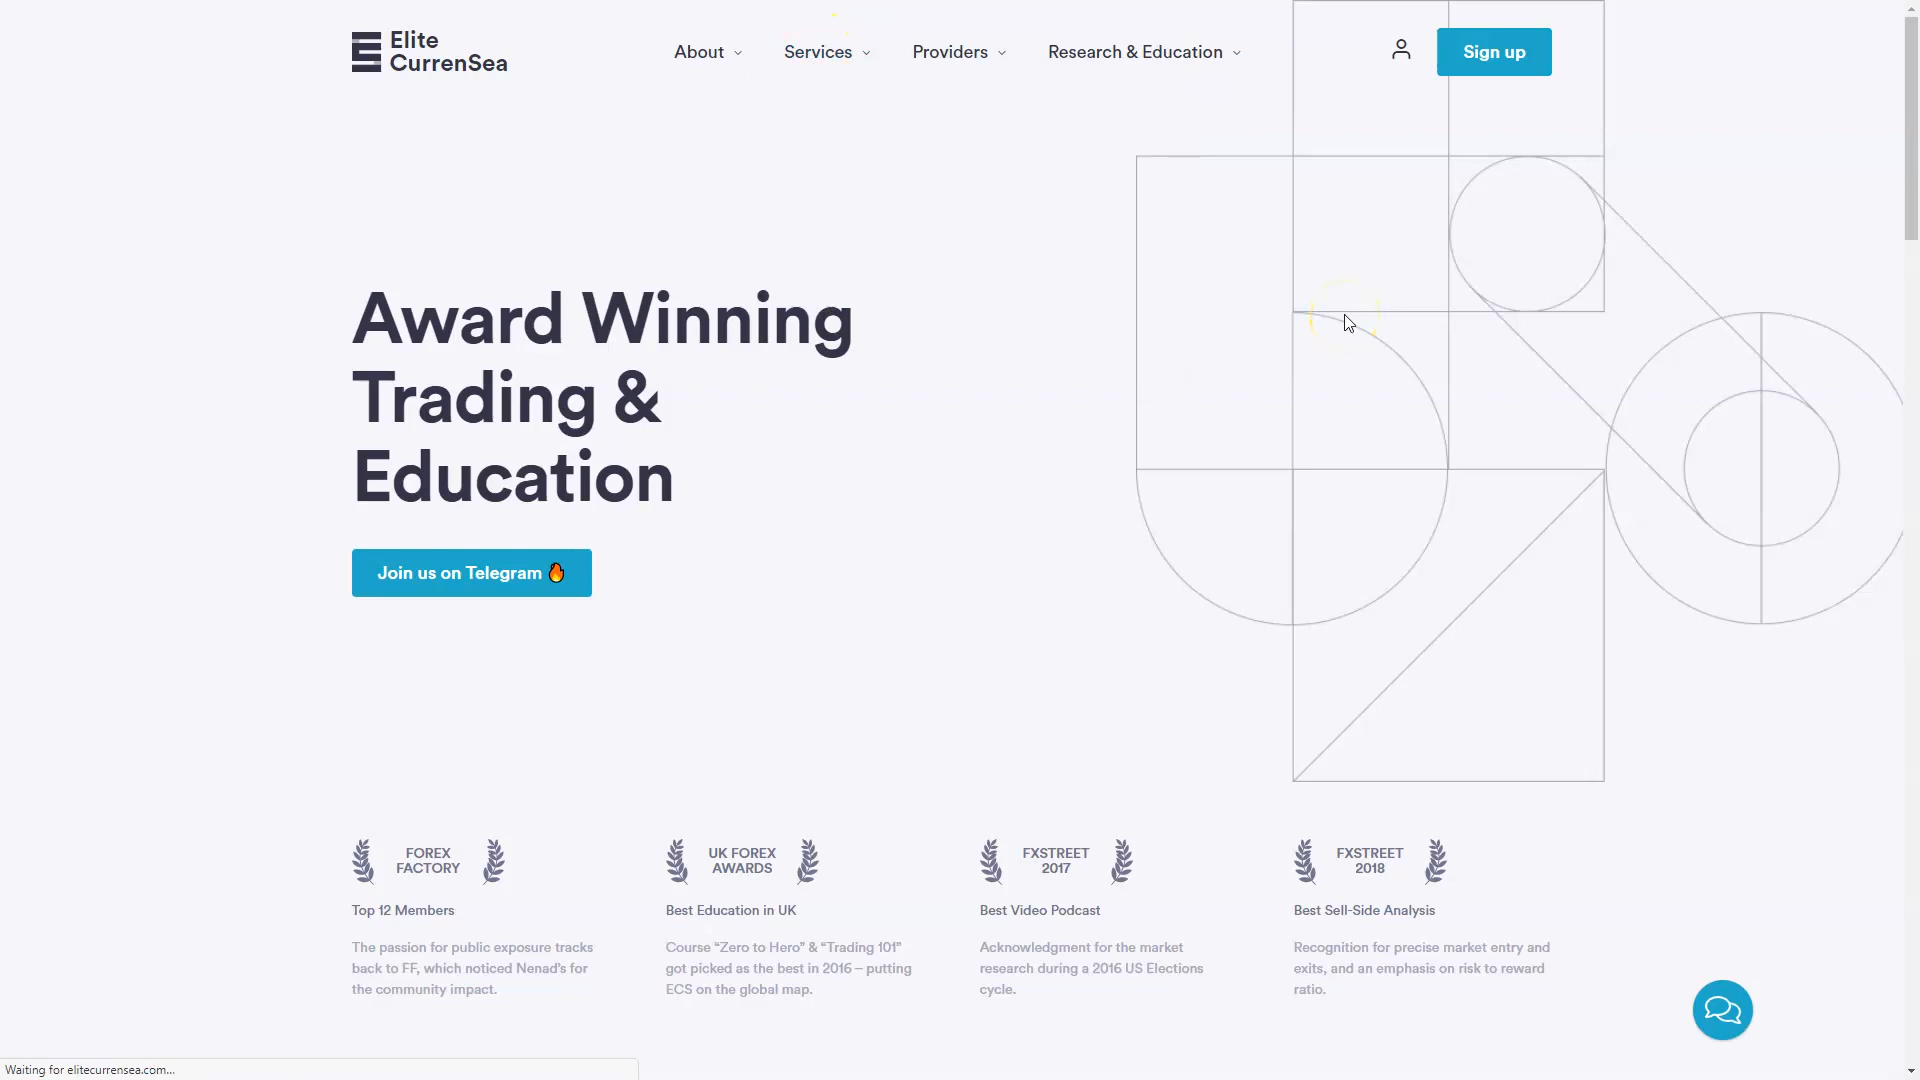 Elite
CurrenSea
About
Services
Providers
Research & Education
Sign up
Award Winning
Trading &
Education
Join us on Telegram 🔥
FOREX
FACTORY
Top 12 Members
The passion for public exposure tracks
back to FF, which noticed Nenad’s for
the community impact.
UK FOREX
AWARDS
Best Education in UK
Course “Zero to Hero” & “Trading 101”
got picked as the best in 2016 – putting
ECS on the global map.
FXSTREET
2017
Best Video Podcast
Acknowledgment for the market
research during a 2016 US Elections
cycle.
FXSTREET
2018
Best Sell-Side Analysis
Recognition for precise market entry and
exits, and an emphasis on risk to reward
ratio.
Waiting for elitecurrensea.com...